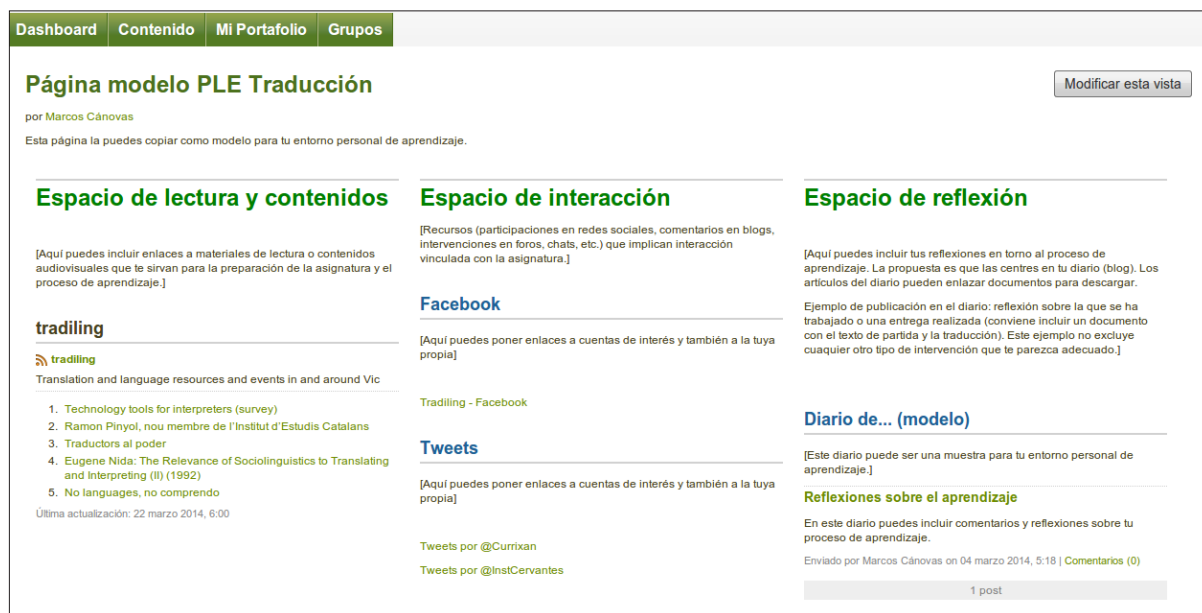 Dashboard Contenido Mi Portafolio Grupos
Página modelo PLE Traducción
Modificar esta vista
por Marcos Cánovas
Esta página la puedes copiar como modelo para tu entorno personal de aprendizaje.
Espacio de lectura y contenidos
[Aquí puedes incluir enlaces a materiales de lectura o contenidos
audiovisuales que te sirvan para la preparación de la asignatura y el
proceso de aprendizaje.]
tradiling
tradiling
Translation and language resources and events in and around Vic
1. Technology tools for interpreters (survey)
2. Ramon Pinyol, nou membre de l'Institut d'Estudis Catalans
3. Traductors al poder
4. Eugene Nida: The Relevance of Sociolinguistics to Translating
and Interpreting (II) (1992)
5. No languages, no comprendo
Última actualización: 22 marzo 2014, 6:00
Espacio de interacción
[Recursos (participaciones en redes sociales, comentarios en blogs,
intervenciones en foros, chats, etc.) que implican interacción
vinculada con la asignatura.]
Facebook
[Aquí puedes poner enlaces a cuentas de interés y también a la tuya
propia]
Tradiling - Facebook
Tweets
[Aquí puedes poner enlaces a cuentas de interés y también a la tuya
propia]
Tweets por @Currixan
Tweets por @InstCervantes
Espacio de reflexión
[Aquí puedes incluir tus reflexiones en torno al proceso de
aprendizaje. La propuesta es que las centres en tu diario (blog). Los
artículos del diario pueden enlazar documentos para descargar.
Ejemplo de publicación en el diario: reflexión sobre la que se ha
trabajado o una entrega realizada (conviene incluir un documento
con el texto de partida y la traducción). Este ejemplo no excluye
cuaquier otro tipo de intervención que te parezca adecuado.]
Diario de... (modelo)
[Este diario puede ser una muestra para tu entorno personal de
aprendizaje.]
Reflexiones sobre el aprendizaje
En este diario puedes incluir comentarios y reflexiones sobre tu
proceso de aprendizaje.
Enviado por Marcos Cánovas on 04 marzo 2014, 5:18 | Comentarios (0)
1 post